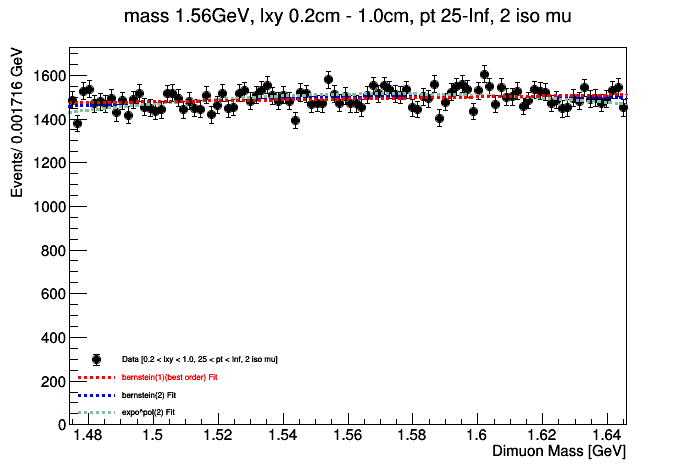 mass 1.56GeV, lxy 0.2cm - 1.0cm, pt 25-Inf, 2 iso mu
Events/ 0.001716 GeV
1600
1400
1200
1000
800
600
400
200
0
Data [0.2 < lxy < 1.0, 25 < pt < Inf, 2 iso mu]
bernstein(1)(best order) Fit
bernstein(2) Fit
expo^pol(2) Fit
1.48 1.5 1.52 1.54 1.56 1.58 1.6 1.62 1.64
Dimuon Mass [GeV]